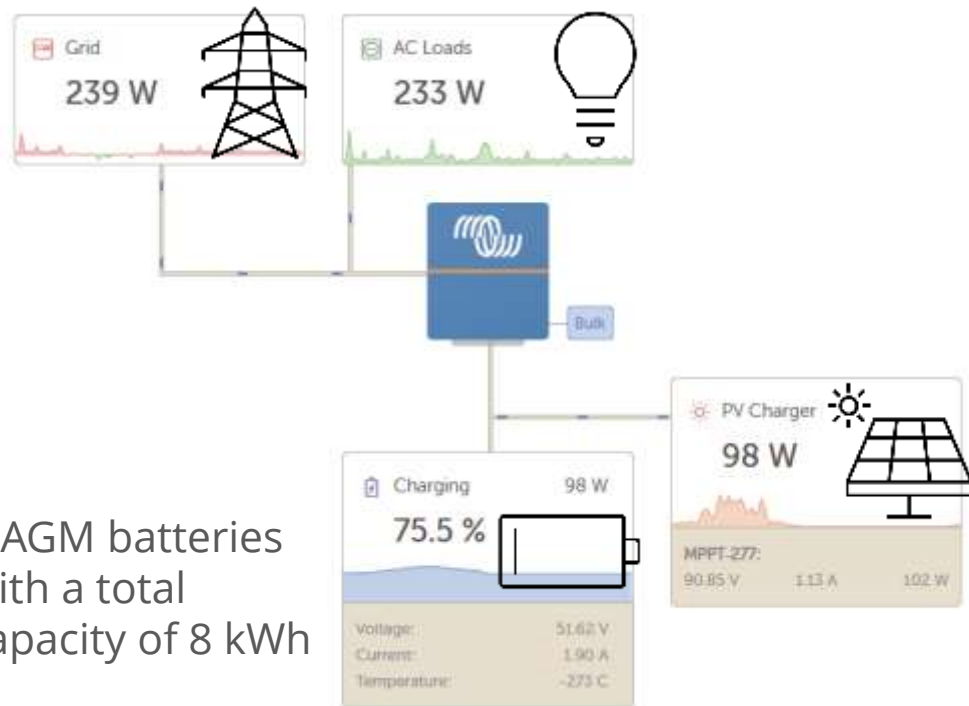 Grid
239 W
AC Loads
233 W
Bulk
PV Charger
98 W
MPPT-277:
90.85 V 1.13 A 102 W
Charging 98 W
75.5 %
Voltage: 51.62 V
Current: 1.90 A
Temperature: -273 C
AGM batteries
ith a total
apacity of 8 kWh